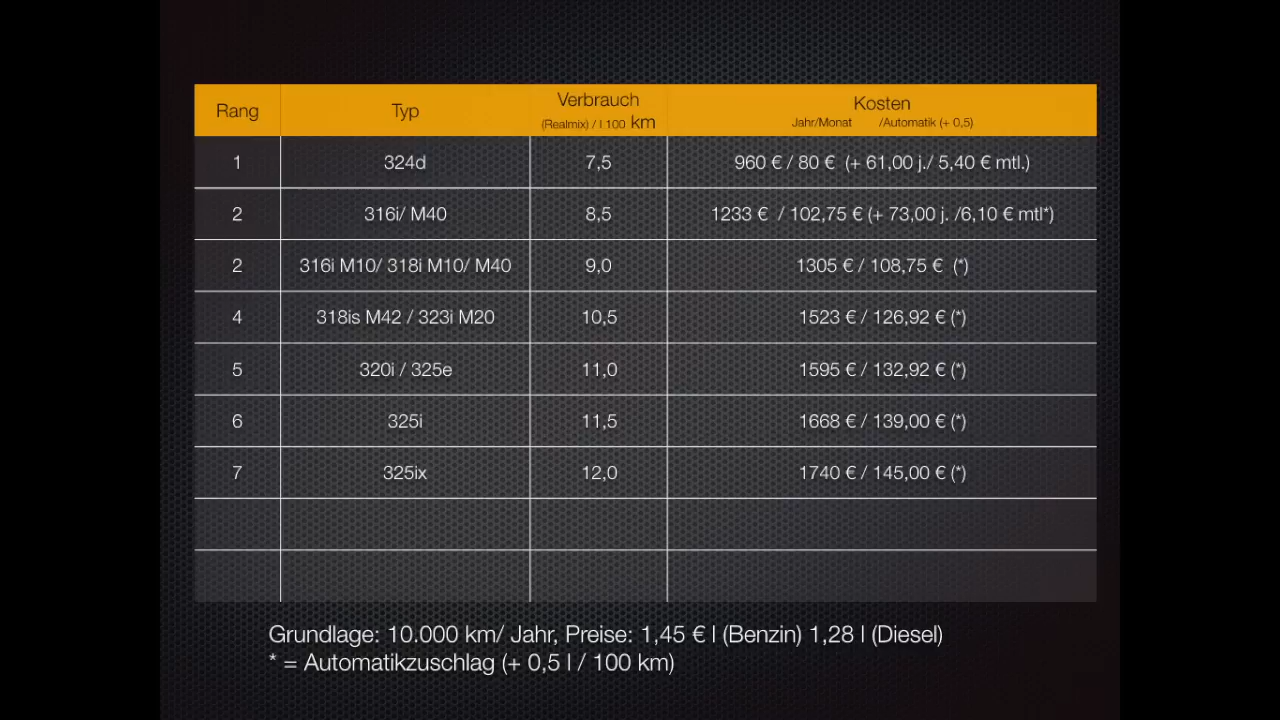 Rang Typ Verbrauch (Realmix) / l 100 km Kosten Jahr/Monat /Automatik (+ 0,5)
1 324d 7,5 960 € / 80 € (+ 61,00 j./ 5,40 € mtl.)
2 316i/ M40 8,5 1233 € / 102,75 € (+ 73,00 j. /6,10 € mtl*)
2 316i M10/ 318i M10/ M40 9,0 1305 € / 108,75 € (*)
4 318is M42 / 323i M20 10,5 1523 € / 126,92 € (*)
5 320i / 325e 11,0 1595 € / 132,92 € (*)
6 325i 11,5 1668 € / 139,00 € (*)
7 325ix 12,0 1740 € / 145,00 € (*)
Grundlage: 10.000 km/ Jahr, Preise: 1,45 € l (Benzin) 1,28 l (Diesel)
* = Automatikzuschlag (+ 0,5 l / 100 km)